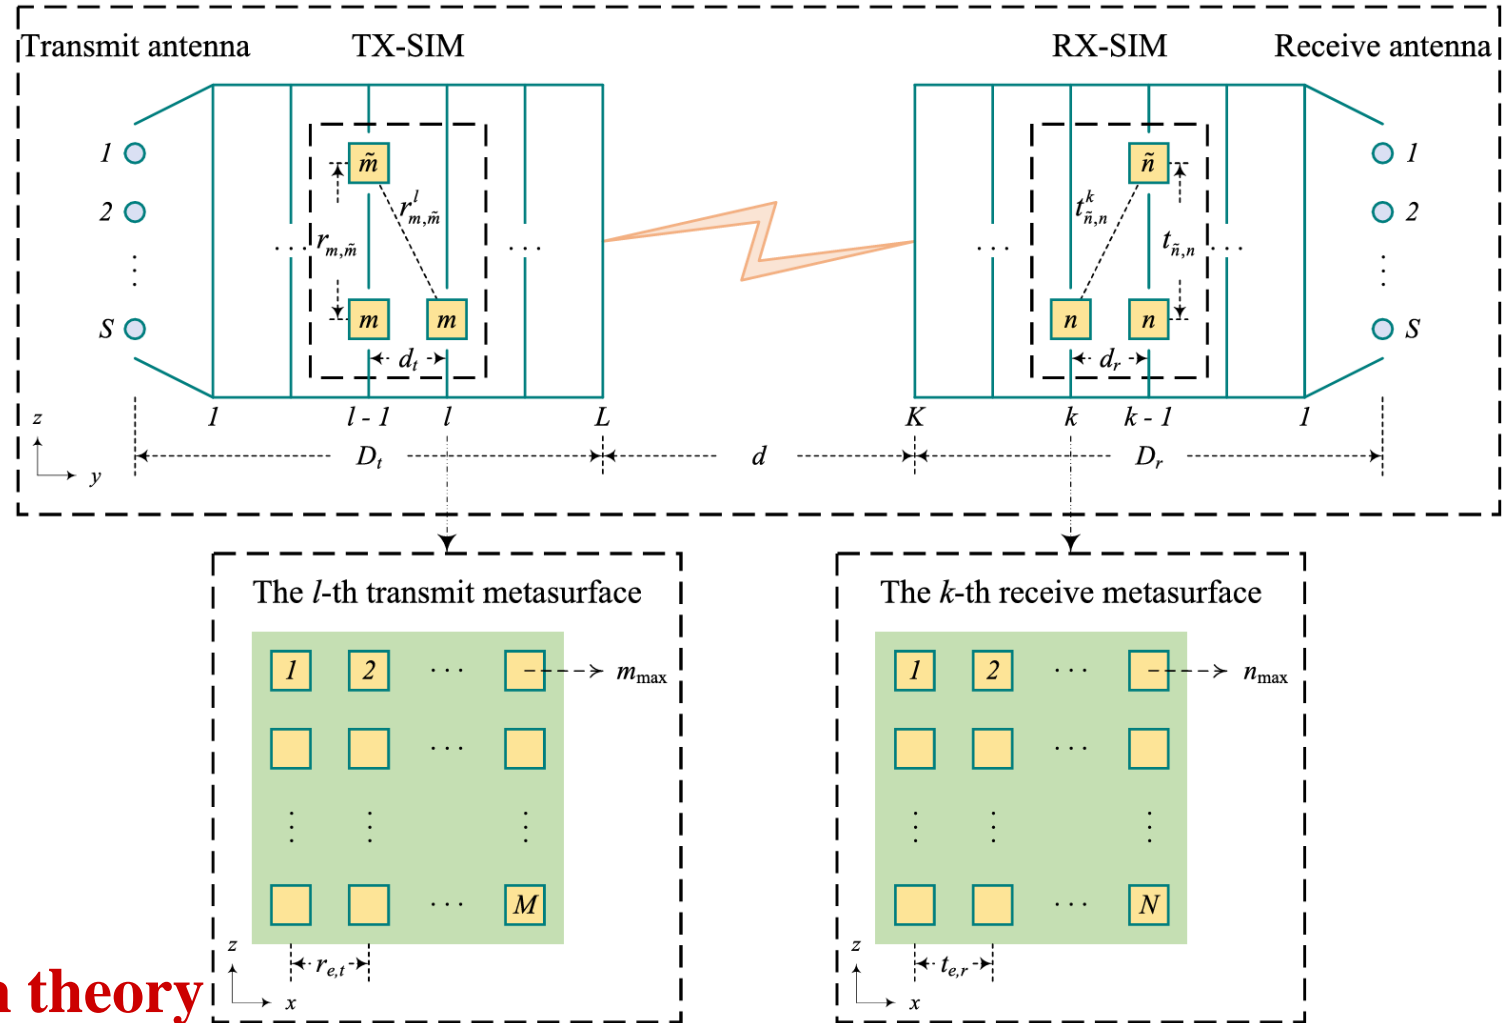 Transmit antenna TX-SIM RX-SIM Receive antenna
1 m̃ ñ 1
2 r^l_{m,m̃} t^k_{ñ,n} 2
⋮ ··· r_{m,m̃} ··· ··· t_{ñ,n} ··· ⋮
S m m n n S
d_t d_r
1 l - 1 l L K k k - 1 1
z
y D_t d D_r
The l-th transmit metasurface The k-th receive metasurface
1 2 ··· m_max 1 2 ··· n_max
··· ···
⋮ ⋮ ⋮ ⋮ ⋮ ⋮
··· M ··· N
z r_{e,t} z t_{e,r}
x x
theory